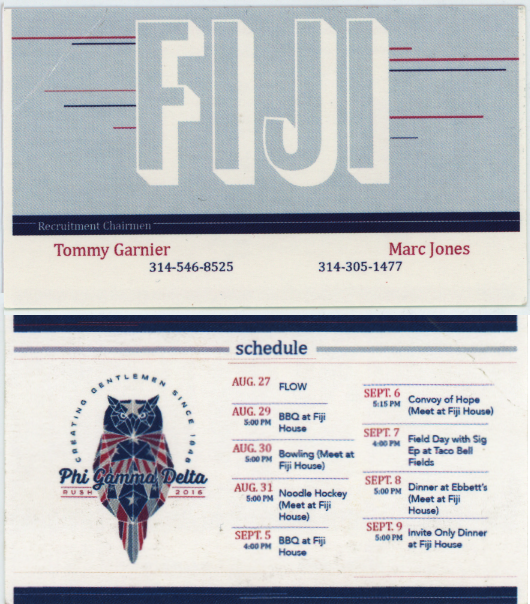 FIJI
Recruitment Chairmen
Tommy Garnier
314-546-8525
Marc Jones
314-305-1477
schedule
CREATING GENTLEMEN SINCE 1848
Phi Gamma Delta
RUSH 2016
AUG. 27 FLOW
AUG. 29
5:00 PM
BBQ at Fiji
House
AUG. 30
5:00 PM
Bowling (Meet at
Fiji House)
AUG. 31
5:00 PM
Noodle Hockey
(Meet at Fiji
House)
SEPT. 5
4:00 PM
BBQ at Fiji
House
SEPT. 6
5:15 PM
Convoy of Hope
(Meet at Fiji House)
SEPT. 7
4:00 PM
Field Day with Sig
Ep at Taco Bell
Fields
SEPT. 8
5:00 PM
Dinner at Ebbett's
(Meet at Fiji
House)
SEPT. 9
5:00 PM
Invite Only Dinner
at Fiji House